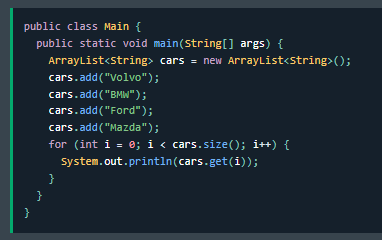 public class Main {
  public static void main(String[] args) {
    ArrayList<String> cars = new ArrayList<String>();
    cars.add("Volvo");
    cars.add("BMW");
    cars.add("Ford");
    cars.add("Mazda");
    for (int i = 0; i < cars.size(); i++) {
      System.out.println(cars.get(i));
    }
  }
}